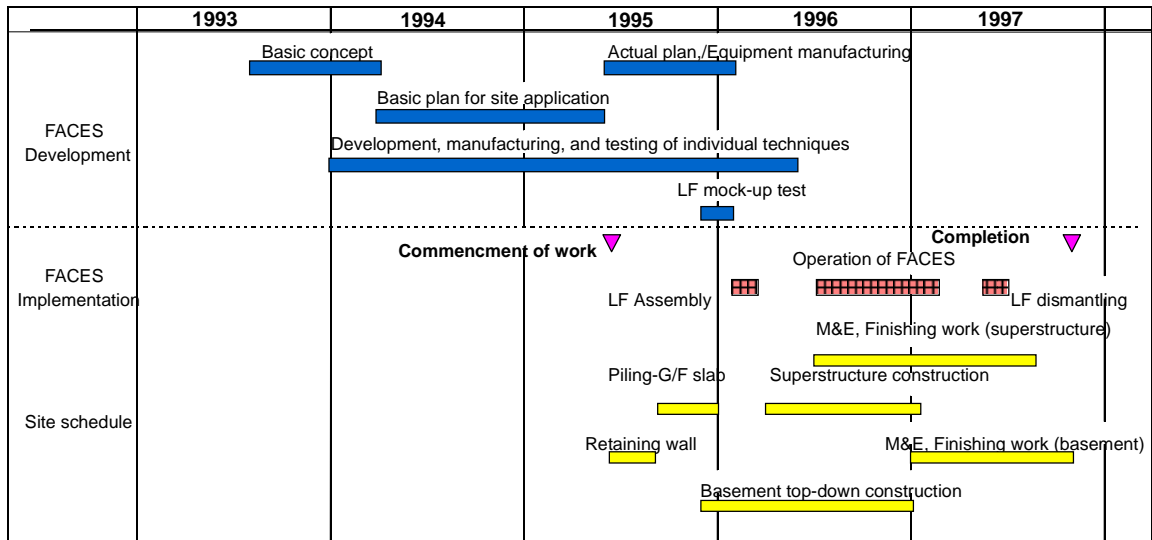 1993 1994 1995 1996 1997
Basic concept
Actual plan,/Equipment manufacturing
Basic plan for site application
FACES
Development
Development, manufacturing, and testing of individual techniques
LF mock-up test
Commencment of work
Completion
FACES
Implementation
Operation of FACES
LF Assembly
LF dismantling
M&E, Finishing work (superstructure)
Piling-G/F slab
Superstructure construction
Site schedule
Retaining wall
M&E, Finishing work (basement)
Basement top-down construction